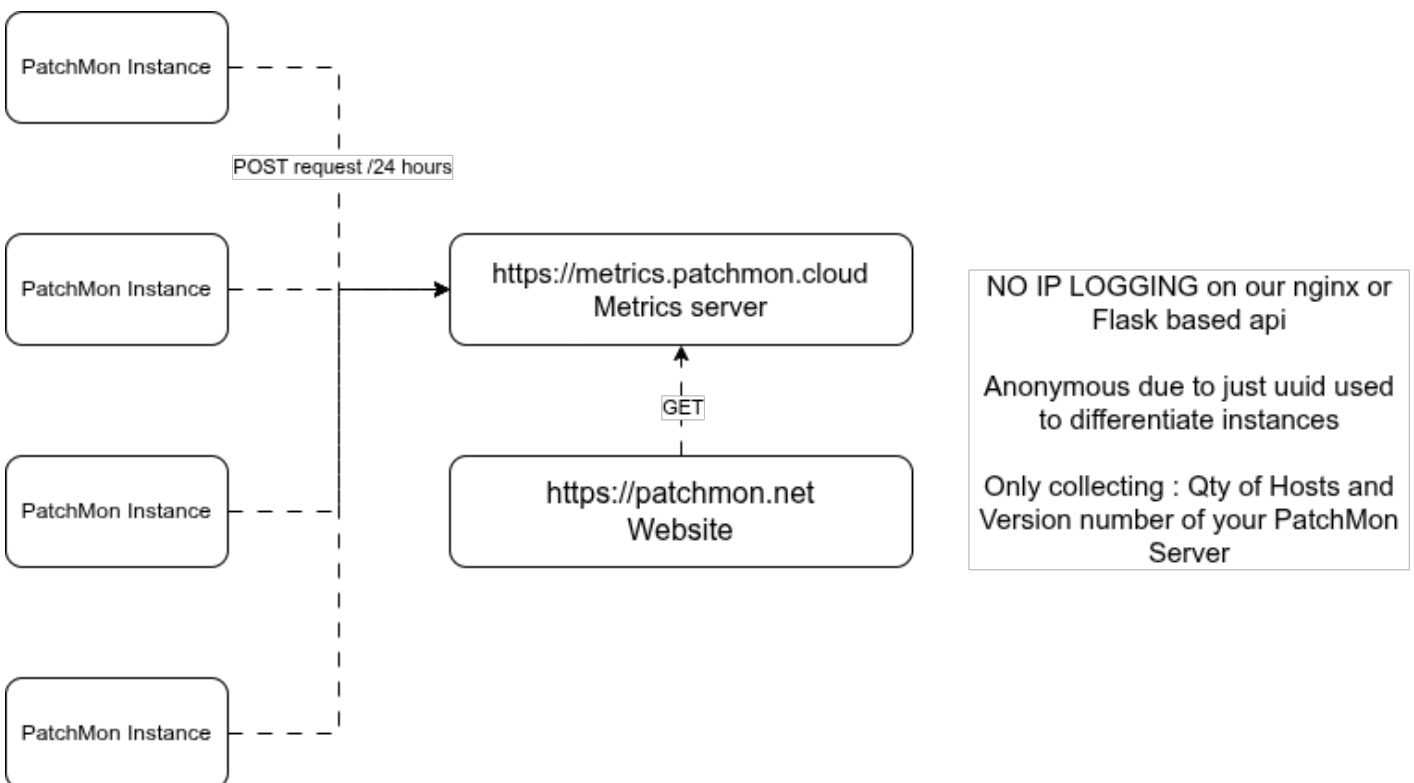 PatchMon Instance
POST request /24 hours
PatchMon Instance
https://metrics.patchmon.cloud
Metrics server
GET
PatchMon Instance
https://patchmon.net
Website
PatchMon Instance
NO IP LOGGING on our nginx or
Flask based api
Anonymous due to just uuid used
to differentiate instances
Only collecting : Qty of Hosts and
Version number of your PatchMon
Server